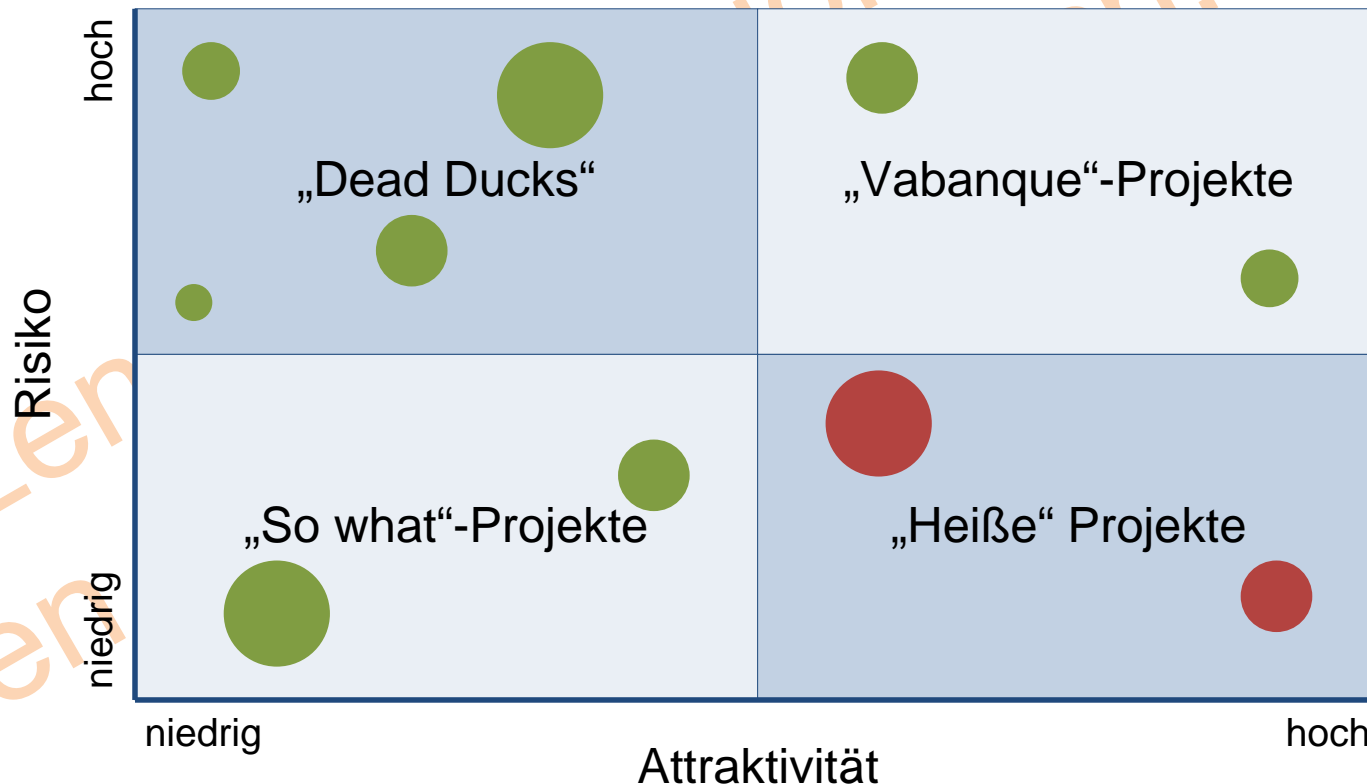 hoch
„Dead Ducks“
„Vabanque“-Projekte
Risiko
„So what“-Projekte
„Heiße“ Projekte
niedrig
niedrig
hoch
Attraktivität